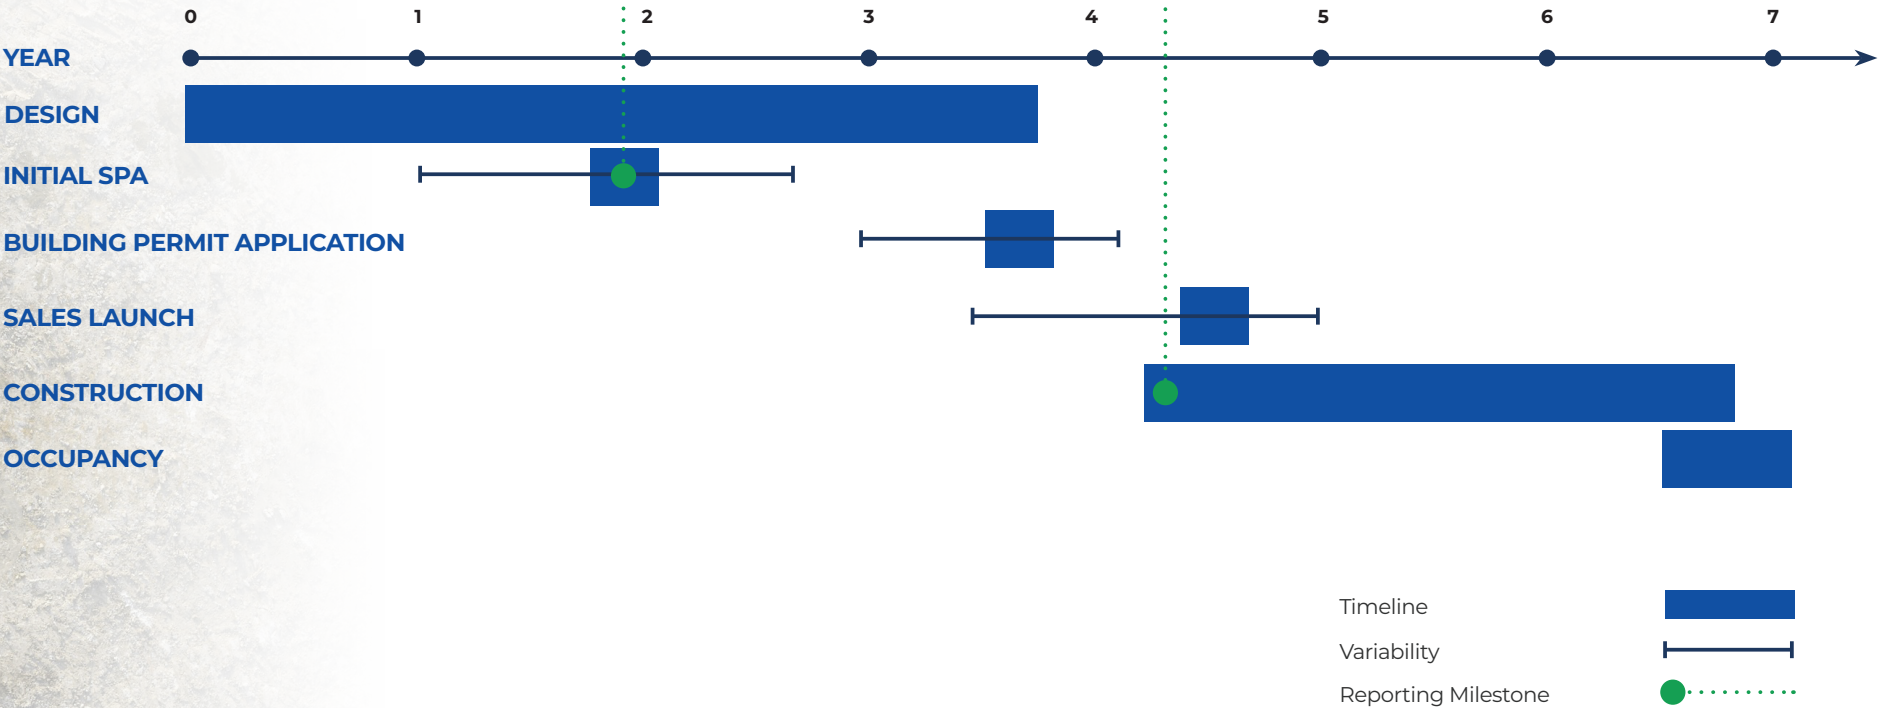 0 1 2 3 4 5 6 7
YEAR
DESIGN
INITIAL SPA
BUILDING PERMIT APPLICATION
SALES LAUNCH
CONSTRUCTION
OCCUPANCY
Timeline
Variability
Reporting Milestone